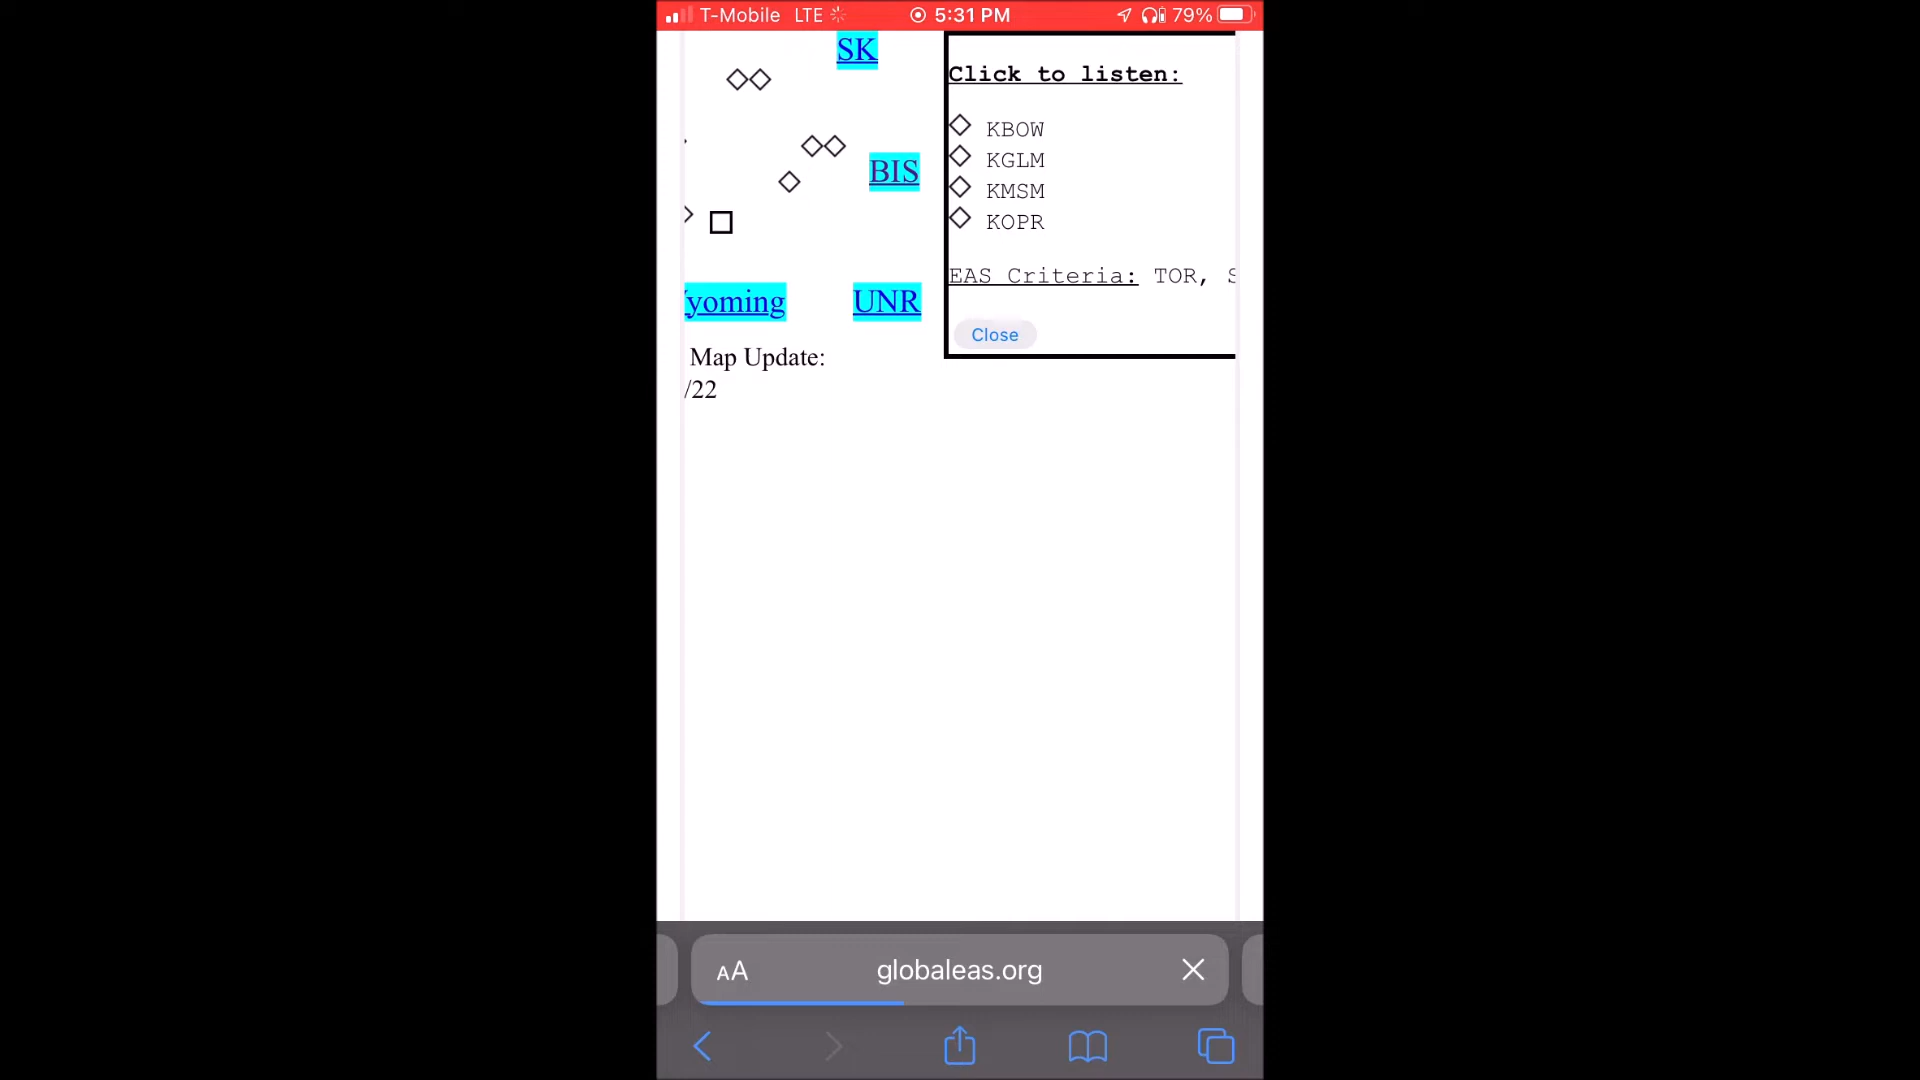 T-Mobile LTE 5:31 PM 79%
SK
BIS
yoming
UNR
Map Update:
/22
Click to listen:
KBOW
KGLM
KMSM
KOPR
EAS Criteria: TOR, S
Close
AA globaleas.org